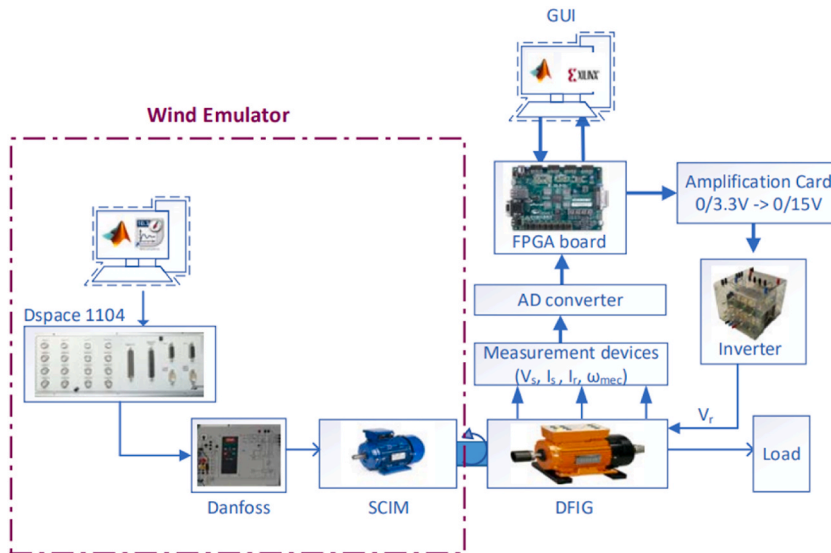 GUI
XILINX
Wind Emulator
FPGA board
Amplification Card
0/3.3V -> 0/15V
AD converter
Dspace 1104
Measurement devices
(Vs, Is, Ir, ωmec)
Inverter
Vr
Load
Danfoss
SCIM
DFIG